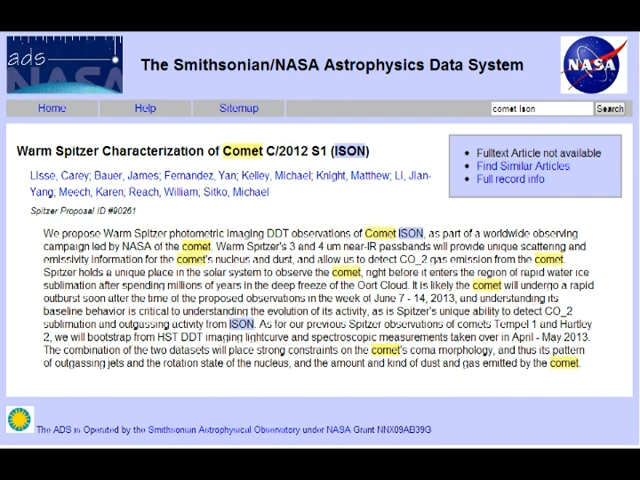 ads
The Smithsonian/NASA Astrophysics Data System
NASA
Home Help Sitemap comet ison Search
Warm Spitzer Characterization of Comet C/2012 S1 (ISON)
Lisse, Carey; Bauer, James; Fernandez, Yan; Kelley, Michael; Knight, Matthew; Li, Jian-
Yang; Meech, Karen; Reach, William; Sitko, Michael
Spitzer Proposal ID #90261
• Fulltext Article not available
• Find Similar Articles
• Full record info
We propose Warm Spitzer photometric imaging DDT observations of Comet ISON, as part of a worldwide observing
campaign led by NASA of the comet. Warm Spitzer's 3 and 4 um near-IR passbands will provide unique scattering and
emissivity information for the comet's nucleus and dust, and allow us to detect CO_2 gas emission from the comet.
Spitzer holds a unique place in the solar system to observe the comet, right before it enters the region of rapid water ice
sublimation after spending millions of years in the deep freeze of the Oort Cloud. It is likely the comet will undergo a rapid
outburst soon after the time of the proposed observations in the week of June 7 - 14, 2013, and understanding its
baseline behavior is critical to understanding the evolution of its activity, as is Spitzer's unique ability to detect CO_2
sublimation and outgassing activity from ISON. As for our previous Spitzer observations of comets Tempel 1 and Hartley
2, we will bootstrap from HST DDT imaging lightcurve and spectroscopic measurements taken over in April - May 2013.
The combination of the two datasets will place strong constraints on the comet's coma morphology, and thus its pattern
of outgassing jets and the rotation state of the nucleus, and the amount and kind of dust and gas emitted by the comet.
The ADS is Operated by the Smithsonian Astrophysical Observatory under NASA Grant NNX09AB39G